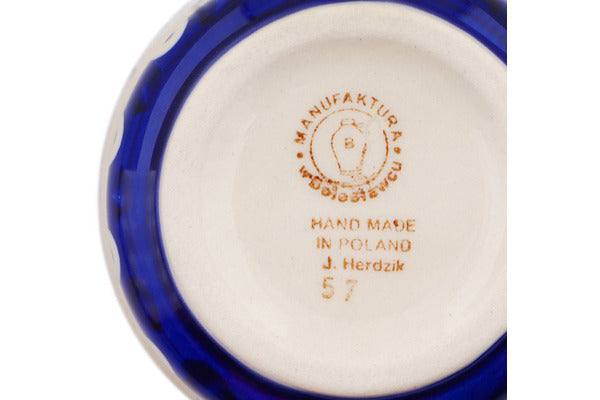 • MANUFAKTURA •
w Bolesławcu
B
HAND MADE
IN POLAND
J. Herdzik
57